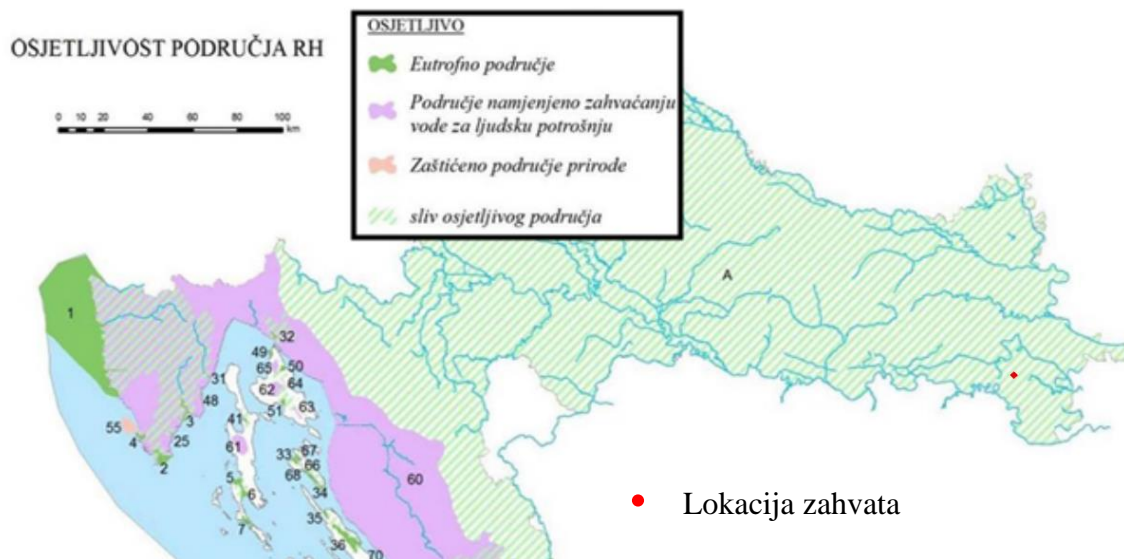 OSJETLJIVOST PODRUČJA RH
0 10 20 40 60 80 100
km
OSJETLJIVO
Eutrofno područje
Područje namjenjeno zahvaćanju
vode za ljudsku potrošnju
Zaštićeno područje prirode
sliv osjetljivog područja
A
1
32
49
50
65
31
64
62
48
63
51
3
41
55
4
25
61
2
33
67
66
60
68
5
6
34
7
35
36
70
Lokacija zahvata